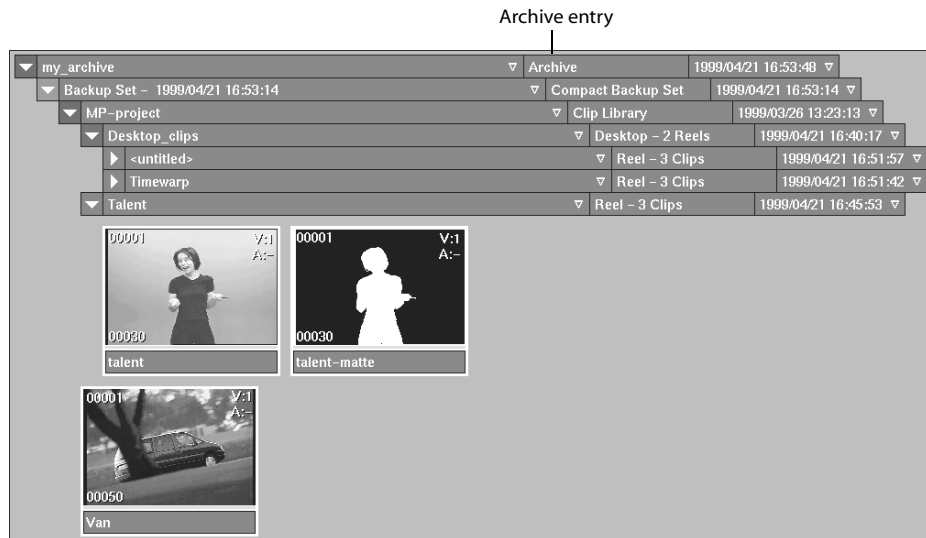 Archive entry
my_archive Archive 1999/04/21 16:53:48
Backup Set - 1999/04/21 16:53:14 Compact Backup Set 1999/04/21 16:53:14
MP-project Clip Library 1999/03/26 13:23:13
Desktop_clips Desktop - 2 Reels 1999/04/21 16:40:17
<untitled> Reel - 3 Clips 1999/04/21 16:51:57
Timewarp Reel - 3 Clips 1999/04/21 16:51:42
Talent Reel - 3 Clips 1999/04/21 16:45:53
00001 V:1 00001 V:1
A:- A:-
00030 00030
talent talent-matte
00001 V:1
A:-
00050
Van